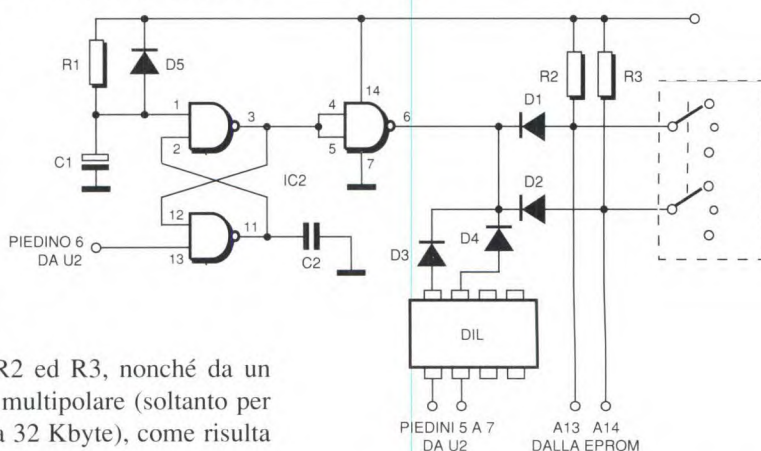 R1
D5
R2
R3
14
4
1
3
6
D1
2
5
7
C1
IC2
12
D2
11
PIEDINO 6
DA U2
13
C2
D3
D4
DIL
R2 ed R3, nonché da un
multipolare (soltanto per
a 32 Kbyte), come risulta
PIEDINI 5 A 7
DA U2
A13 A14
DALLA EPROM